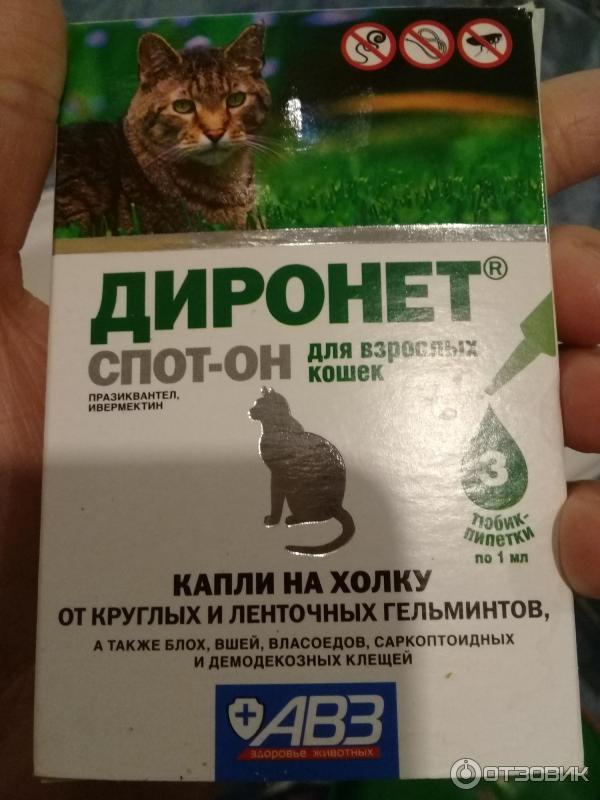 ДИРОНЕТ®
СПОТ-ОН
для взрослых
кошек
ПРАЗИКВАНТЕЛ,
ИВЕРМЕКТИН
3
тюбик-
пипетки
по 1 мл
КАПЛИ НА ХОЛКУ
ОТ КРУГЛЫХ И ЛЕНТОЧНЫХ ГЕЛЬМИНТОВ,
А ТАКЖЕ БЛОХ, ВШЕЙ, ВЛАСОЕДОВ, САРКОПТОИДНЫХ
И ДЕМОДЕКОЗНЫХ КЛЕЩЕЙ
АВЗ
здоровье животных
ОТЗОВИК